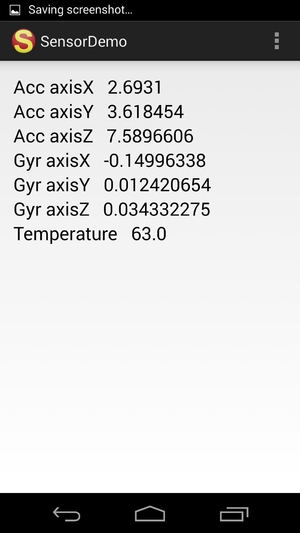 Saving screenshot...
S SensorDemo
Acc axisX 2.6931
Acc axisY 3.618454
Acc axisZ 7.5896606
Gyr axisX -0.14996338
Gyr axisY 0.012420654
Gyr axisZ 0.034332275
Temperature 63.0